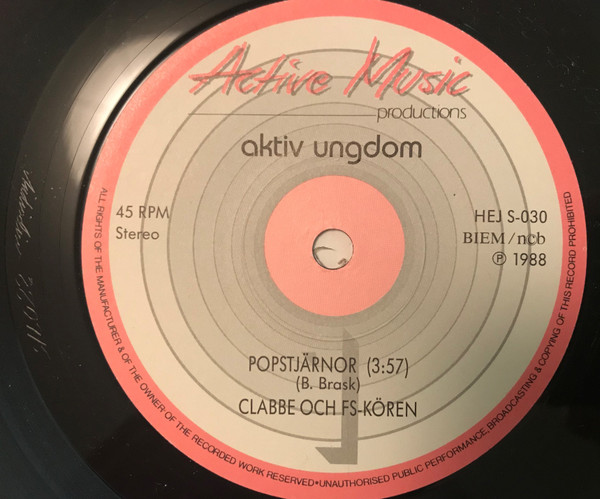 Active Music
productions
aktiv ungdom
45 RPM
Stereo
HEJ S-030
BIEM/ncb
℗ 1988
POPSTJÄRNOR (3:57)
(B. Brask)
CLABBE OCH FS-KÖREN
ALL RIGHTS OF THE MANUFACTURER & OF THE OWNER OF THE RECORDED WORK RESERVED•UNAUTHORISED PUBLIC PERFORMANCE, BROADCASTING & COPYING OF THIS RECORD PROHIBITED